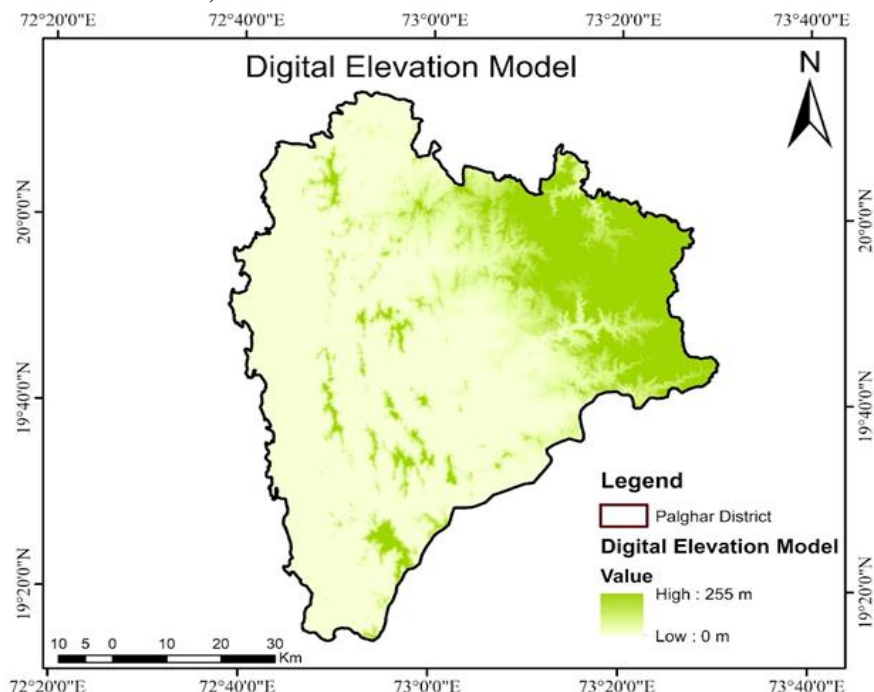 72°20'0"E 72°40'0"E 73°0'0"E 73°20'0"E 73°40'0"E
Digital Elevation Model
N
20°0'0"N 20°0'0"N
19°40'0"N 19°40'0"N
Legend
Palghar District
Digital Elevation Model
Value
High : 255 m
Low : 0 m
19°20'0"N 19°20'0"N
10 5 0 10 20 30
Km
72°20'0"E 72°40'0"E 73°0'0"E 73°20'0"E 73°40'0"E